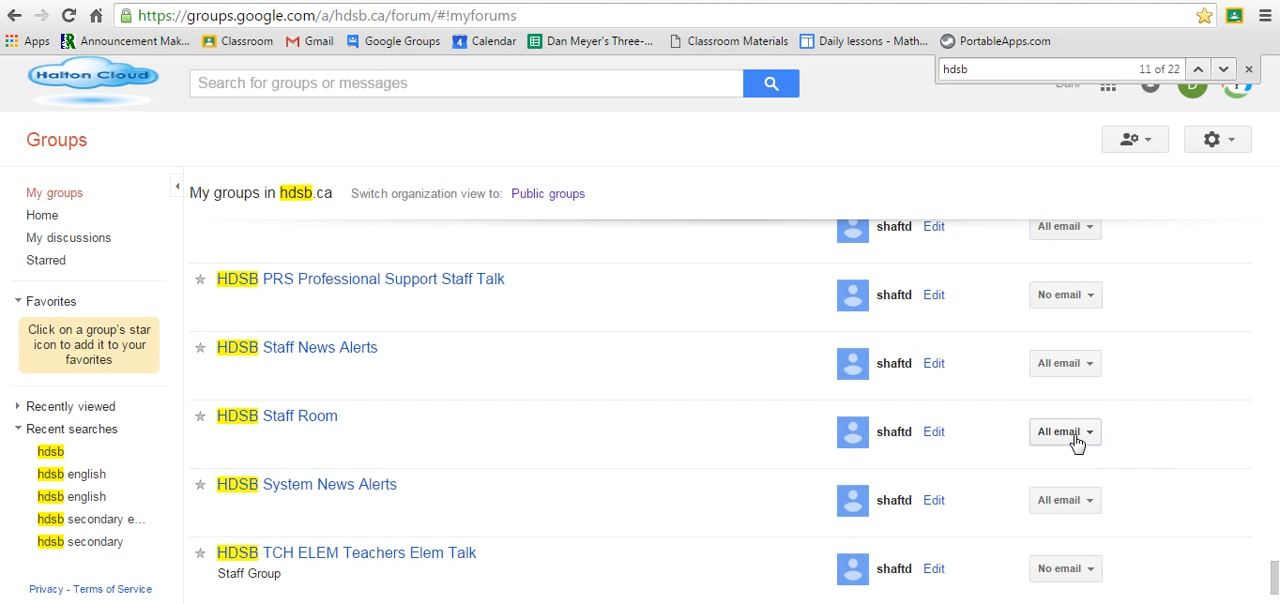 https://groups.google.com/a/hdsb.ca/forum/#!myforums
Apps Announcement Mak... Classroom Gmail Google Groups 4 Calendar Dan Meyer's Three-... Classroom Materials Daily lessons - Math... PortableApps.com
hdsb 11 of 22
Halton Cloud
Search for groups or messages
Groups
My groups
Home
My discussions
Starred
Favorites
Click on a group's star
icon to add it to your
favorites
Recently viewed
Recent searches
hdsb
hdsb english
hdsb english
hdsb secondary e...
hdsb secondary
Privacy - Terms of Service
My groups in hdsb.ca Switch organization view to: Public groups
shaftd Edit All email
HDSB PRS Professional Support Staff Talk
shaftd Edit No email
HDSB Staff News Alerts
shaftd Edit All email
HDSB Staff Room
shaftd Edit All email
HDSB System News Alerts
shaftd Edit All email
HDSB TCH ELEM Teachers Elem Talk
Staff Group
shaftd Edit No email